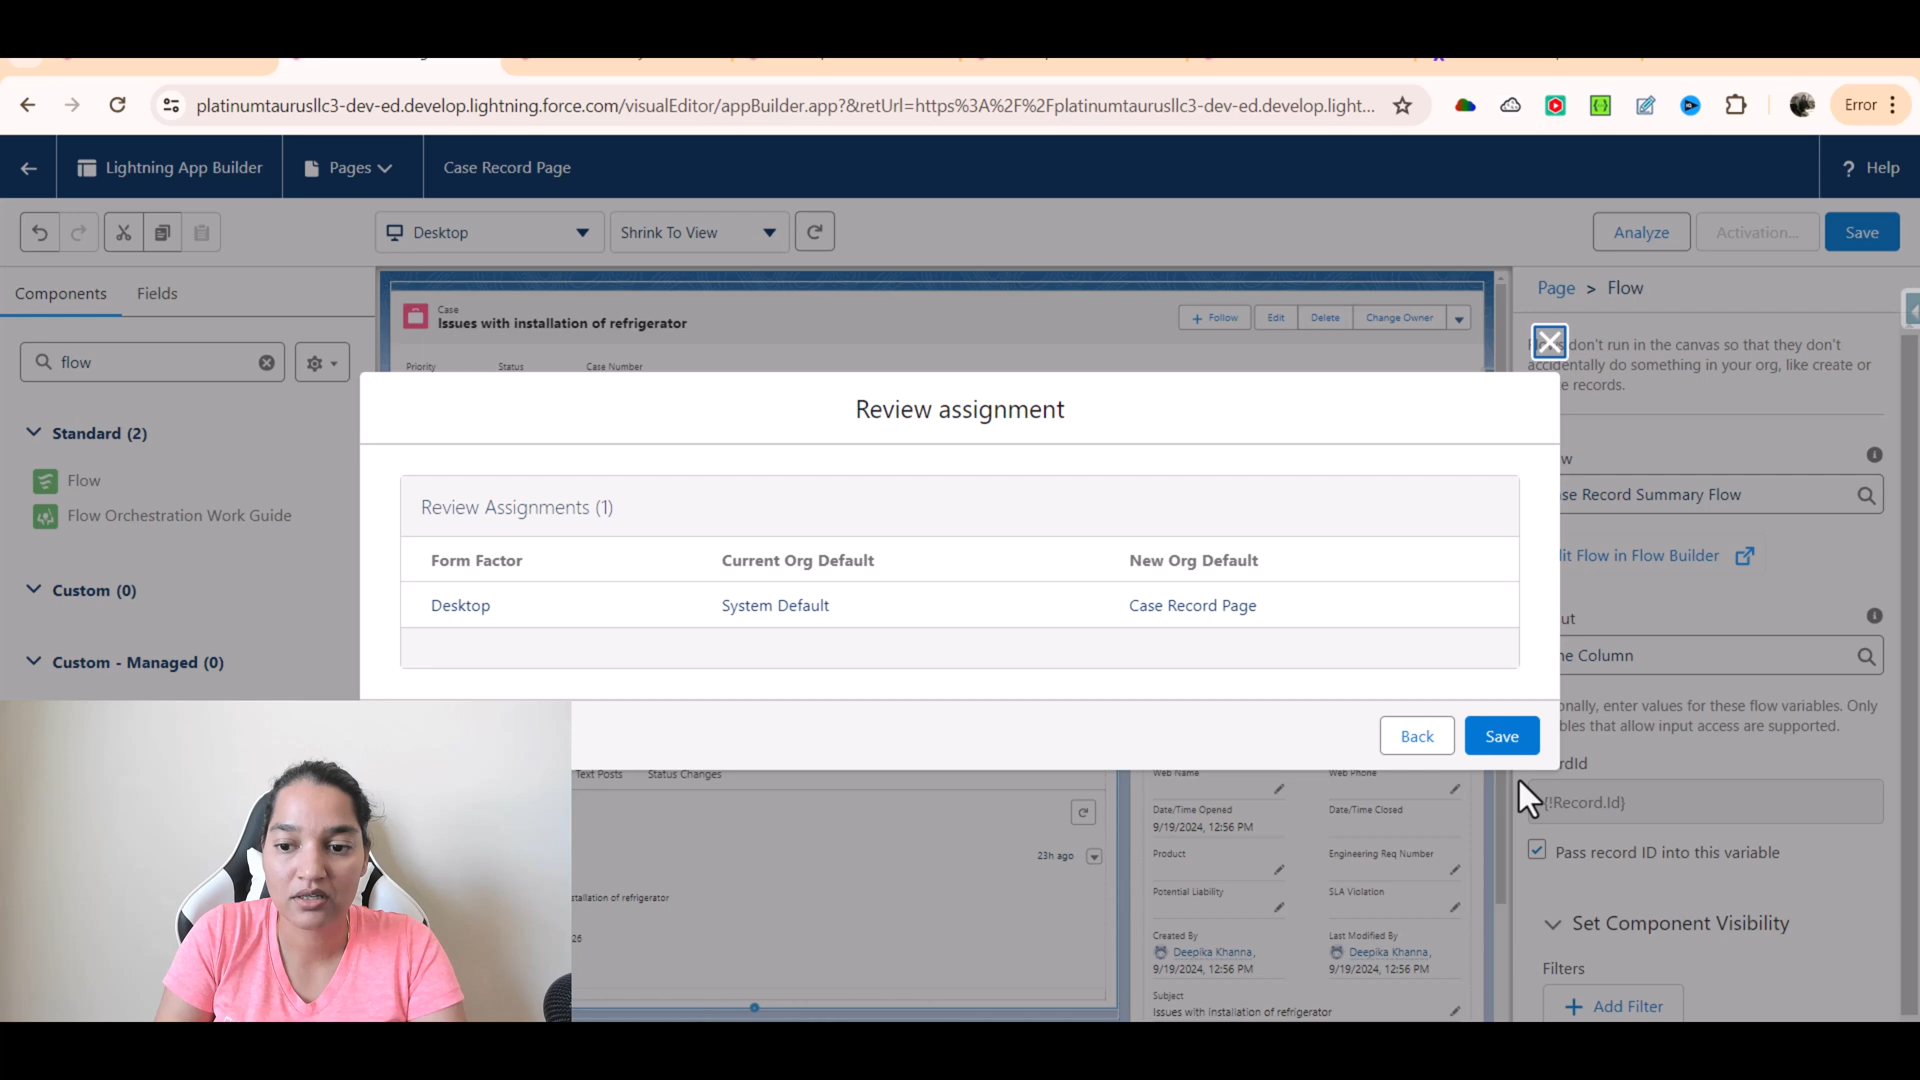 platinumtaurusllc3-dev-ed.develop.lightning.force.com/visualEditor/appBuilder.app?&retUrl=https%3A%2F%2Fplatinumtaurusllc3-dev-ed.develop.light...
Error
Lightning App Builder
Pages
Case Record Page
? Help
Desktop
Shrink To View
Analyze
Activation...
Save
Components
Fields
flow
Standard (2)
Flow
Flow Orchestration Work Guide
Custom (0)
Custom - Managed (0)
Case
Issues with installation of refrigerator
+ Follow
Edit
Delete
Change Owner
Priority
Status
Case Number
Page > Flow
don't run in the canvas so that they don't
accidentally do something in your org, like create or
records.
Review assignment
Review Assignments (1)
Form Factor
Current Org Default
New Org Default
Desktop
System Default
Case Record Page
Back
Save
se Record Summary Flow
it Flow in Flow Builder
ut
ne Column
onally, enter values for these flow variables. Only
bles that allow input access are supported.
rdId
{!Record.Id}
Pass record ID into this variable
Set Component Visibility
Filters
+ Add Filter
Text Posts
Status Changes
23h ago
stallation of refrigerator
26
Web Name
Web Phone
Date/Time Opened
9/19/2024, 12:56 PM
Date/Time Closed
Product
Engineering Req Number
Potential Liability
SLA Violation
Created By
Deepika Khanna,
9/19/2024, 12:56 PM
Last Modified By
Deepika Khanna,
9/19/2024, 12:56 PM
Subject
Issues with installation of refrigerator